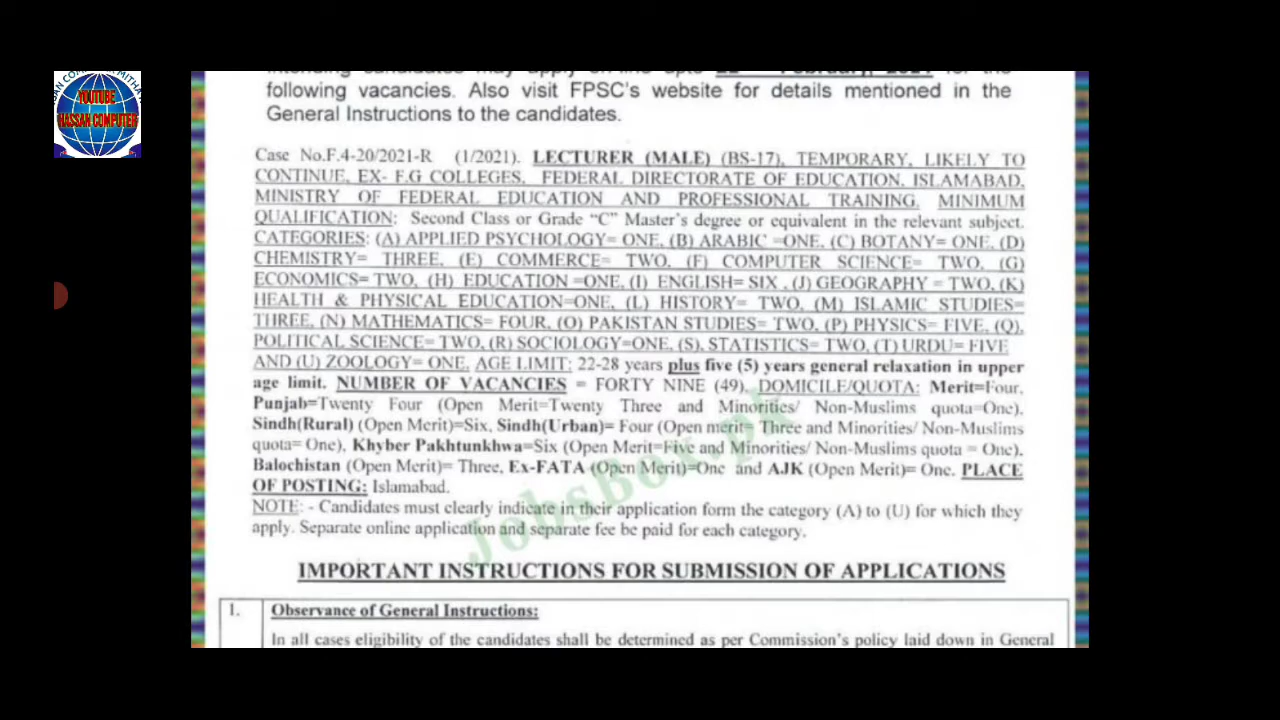 YOUTUBE
HASSAN COMPUTER
following vacancies. Also visit FPSC's website for details mentioned in the
General Instructions to the candidates.
Case No.F.4-20/2021-R (1/2021). LECTURER (MALE) (BS-17), TEMPORARY, LIKELY TO
CONTINUE, EX- F.G COLLEGES, FEDERAL DIRECTORATE OF EDUCATION, ISLAMABAD,
MINISTRY OF FEDERAL EDUCATION AND PROFESSIONAL TRAINING. MINIMUM
QUALIFICATION: Second Class or Grade “C” Master's degree or equivalent in the relevant subject.
CATEGORIES: (A) APPLIED PSYCHOLOGY= ONE, (B) ARABIC =ONE, (C) BOTANY= ONE, (D)
CHEMISTRY= THREE, (E) COMMERCE= TWO, (F) COMPUTER SCIENCE= TWO, (G)
ECONOMICS= TWO, (H) EDUCATION =ONE, (I) ENGLISH= SIX , (J) GEOGRAPHY = TWO, (K)
HEALTH & PHYSICAL EDUCATION=ONE, (L) HISTORY= TWO, (M) ISLAMIC STUDIES=
THREE, (N) MATHEMATICS= FOUR, (O) PAKISTAN STUDIES= TWO, (P) PHYSICS= FIVE, (Q),
POLITICAL SCIENCE= TWO, (R) SOCIOLOGY=ONE, (S), STATISTICS= TWO, (T) URDU= FIVE
AND (U) ZOOLOGY= ONE. AGE LIMIT: 22-28 years plus five (5) years general relaxation in upper
age limit. NUMBER OF VACANCIES = FORTY NINE (49). DOMICILE/QUOTA: Merit=Four,
Punjab=Twenty Four (Open Merit=Twenty Three and Minorities/ Non-Muslims quota=One),
Sindh(Rural) (Open Merit)=Six, Sindh(Urban)= Four (Open merit= Three and Minorities/ Non-Muslims
quota= One), Khyber Pakhtunkhwa=Six (Open Merit=Five and Minorities/ Non-Muslims quota = One),
Balochistan (Open Merit)= Three, Ex-FATA (Open Merit)=One and AJK (Open Merit)= One. PLACE
OF POSTING: Islamabad.
NOTE: - Candidates must clearly indicate in their application form the category (A) to (U) for which they
apply. Separate online application and separate fee be paid for each category.
JobsBox.pk
IMPORTANT INSTRUCTIONS FOR SUBMISSION OF APPLICATIONS
1. Observance of General Instructions:
In all cases eligibility of the candidates shall be determined as per Commission's policy laid down in General